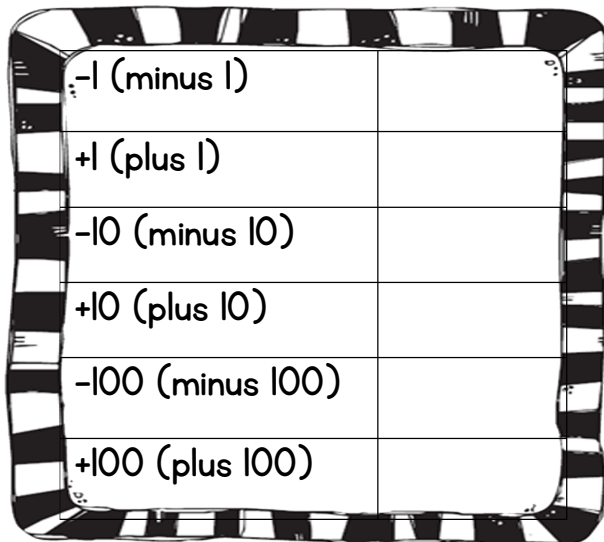 -1 (minus 1)
+1 (plus 1)
-10 (minus 10)
+10 (plus 10)
-100 (minus 100)
+100 (plus 100)